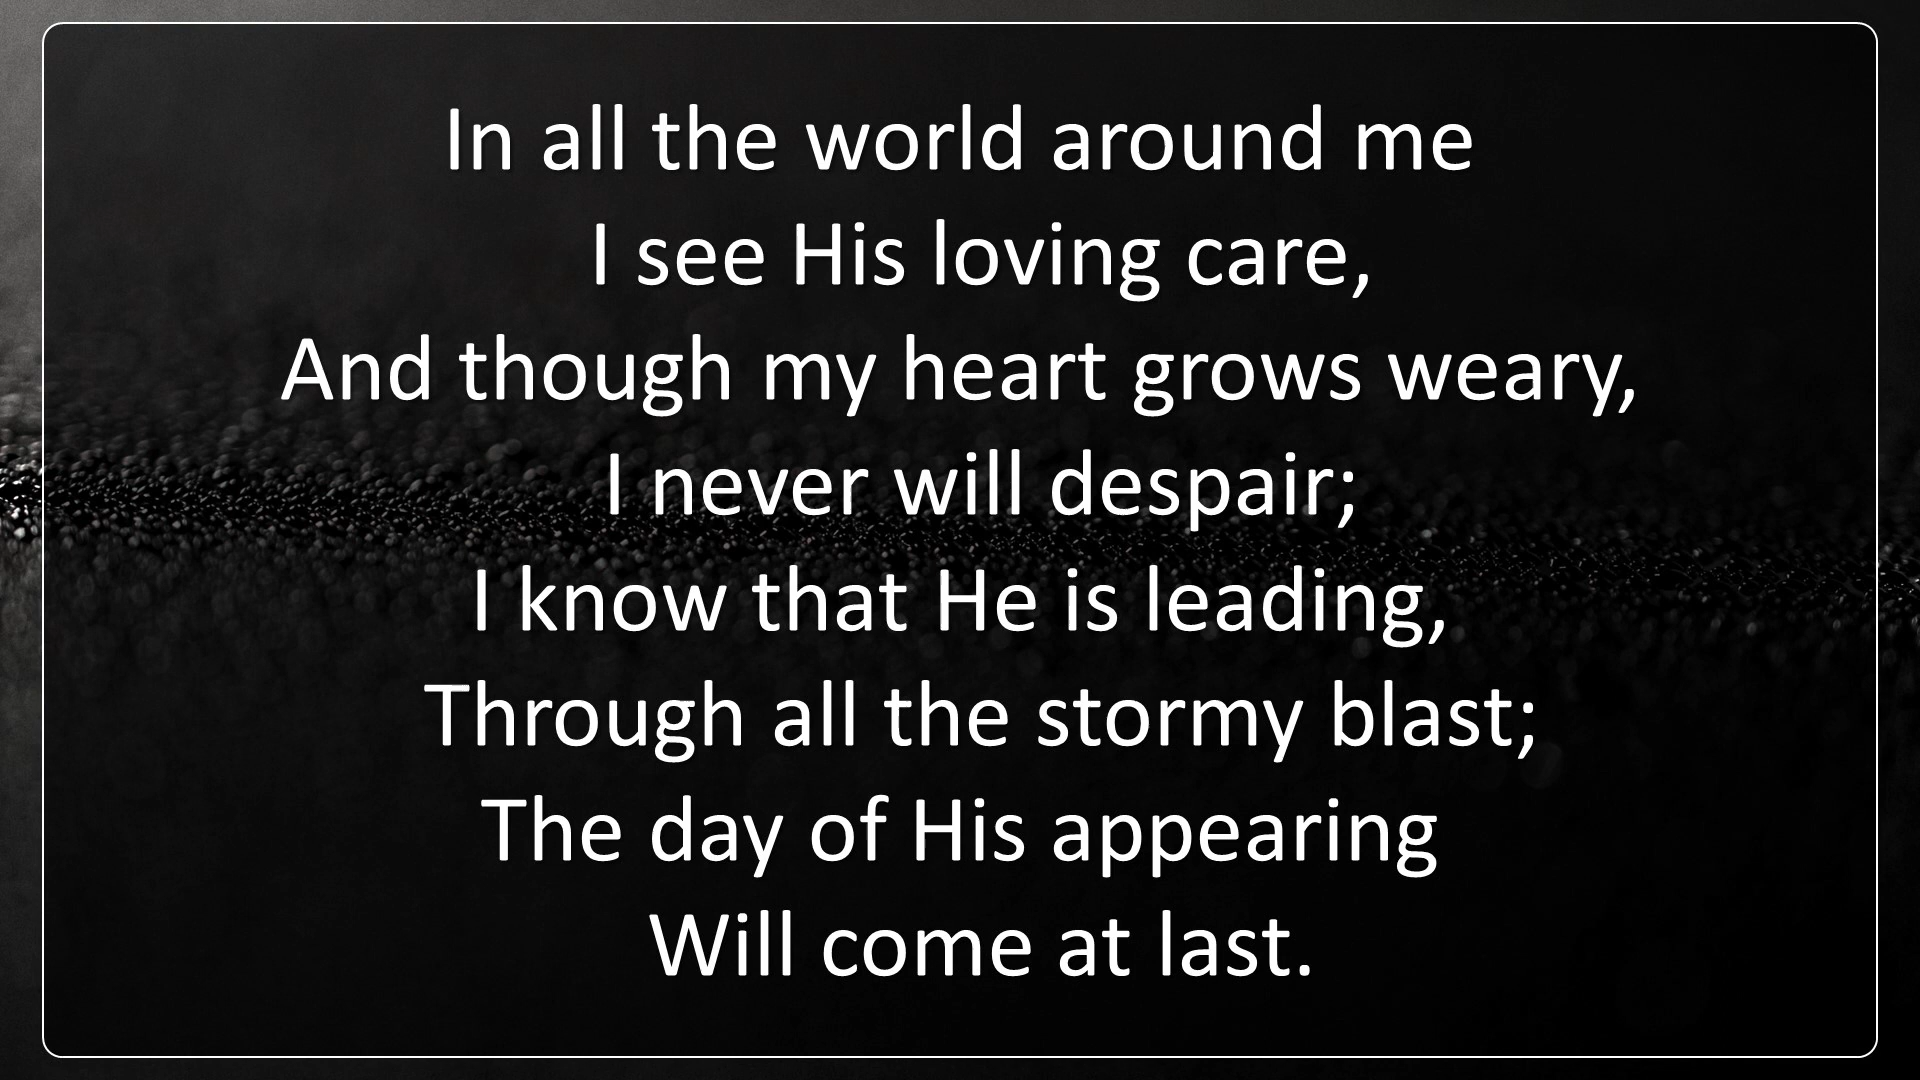 In all the world around me
I see His loving care,
And though my heart grows weary,
I never will despair;
I know that He is leading,
Through all the stormy blast;
The day of His appearing
Will come at last.